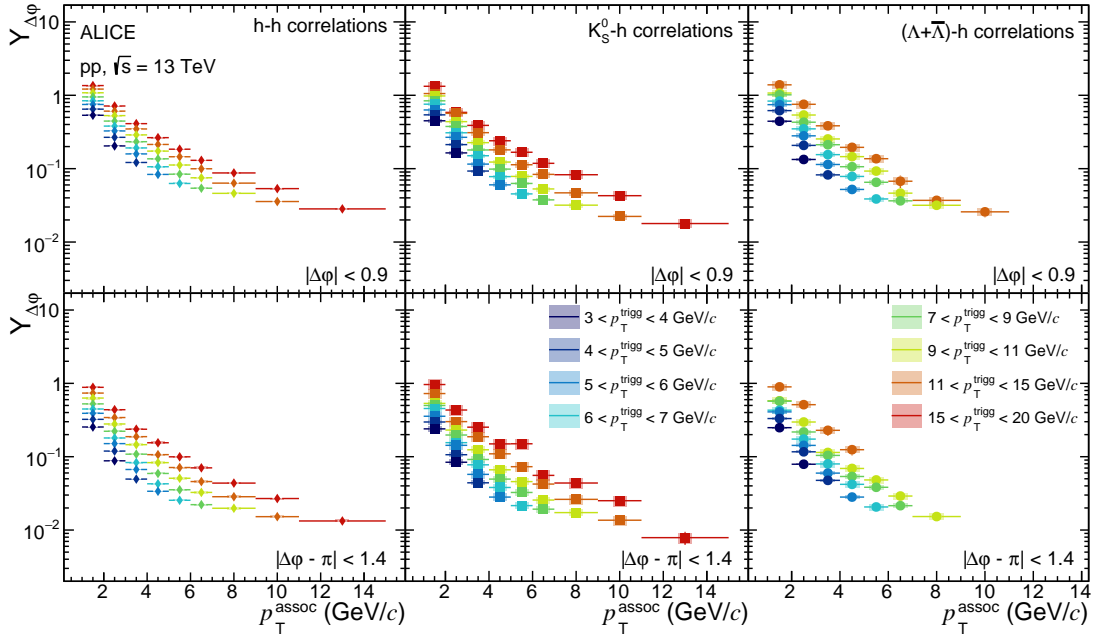 Y_Δφ
10
1
10⁻¹
10⁻²
ALICE
pp, √s = 13 TeV
h-h correlations
|Δφ| < 0.9
K_S^0-h correlations
|Δφ| < 0.9
(Λ+Λ̅)-h correlations
|Δφ| < 0.9
Y_Δφ
10
1
10⁻¹
10⁻²
|Δφ - π| < 1.4
3 < p_T^trigg < 4 GeV/c
4 < p_T^trigg < 5 GeV/c
5 < p_T^trigg < 6 GeV/c
6 < p_T^trigg < 7 GeV/c
|Δφ - π| < 1.4
7 < p_T^trigg < 9 GeV/c
9 < p_T^trigg < 11 GeV/c
11 < p_T^trigg < 15 GeV/c
15 < p_T^trigg < 20 GeV/c
|Δφ - π| < 1.4
2 4 6 8 10 12 14
2 4 6 8 10 12 14
2 4 6 8 10 12 14
p_T^assoc (GeV/c)
p_T^assoc (GeV/c)
p_T^assoc (GeV/c)